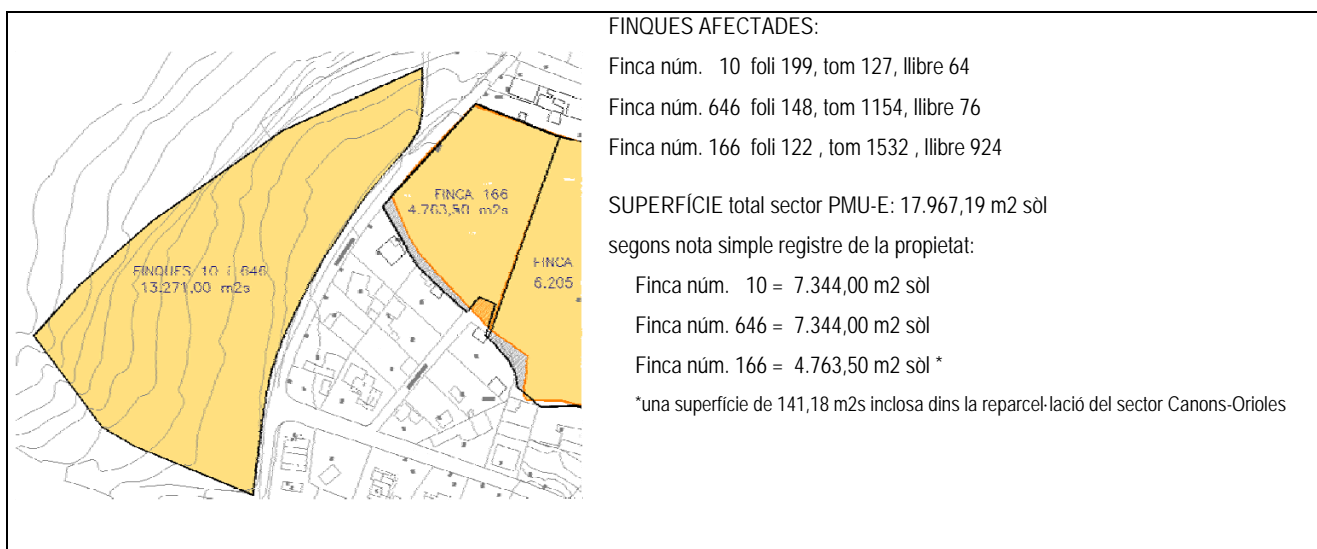 FINQUES AFECTADES:
Finca núm. 10 foli 199, tom 127, llibre 64
Finca núm. 646 foli 148, tom 1154, llibre 76
Finca núm. 166 foli 122 , tom 1532 , llibre 924
SUPERFÍCIE total sector PMU-E: 17.967,19 m2 sòl
segons nota simple registre de la propietat:
Finca núm. 10 = 7.344,00 m2 sòl
Finca núm. 646 = 7.344,00 m2 sòl
Finca núm. 166 = 4.763,50 m2 sòl *
*una superfície de 141,18 m2s inclosa dins la reparcel·lació del sector Canons-Orioles
FINCA 166
4.763,50 m2s
FINCA
6.205
FINQUES 10 i 646
13.271,00 m2s